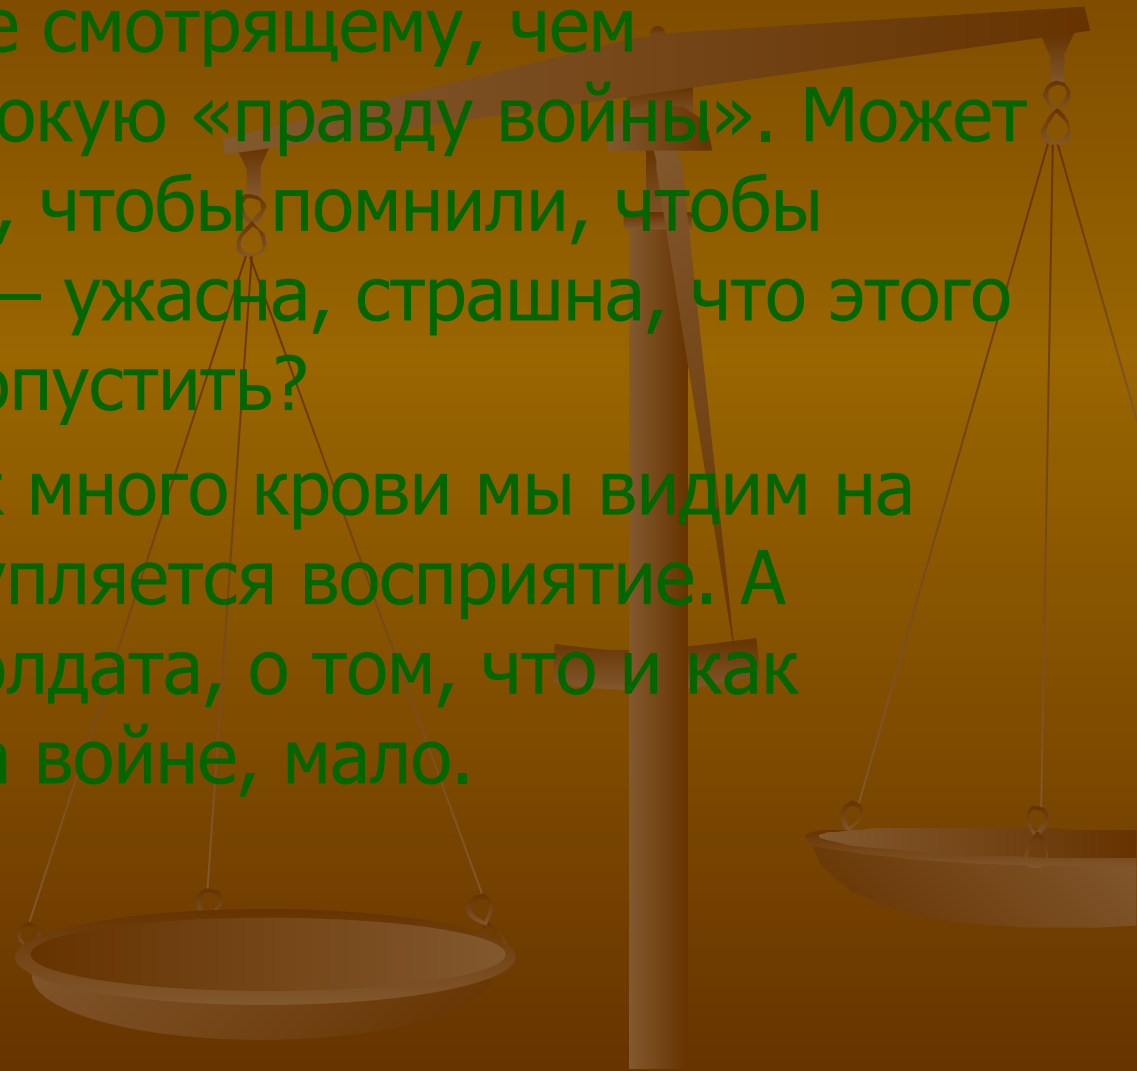 е смотрящему, чем
окую «правду войны». Может
, чтобы помнили, чтобы
– ужасна, страшна, что этого
опустить?
много крови мы видим на
упляется восприятие. А
олдата, о том, что и как
а войне, мало.